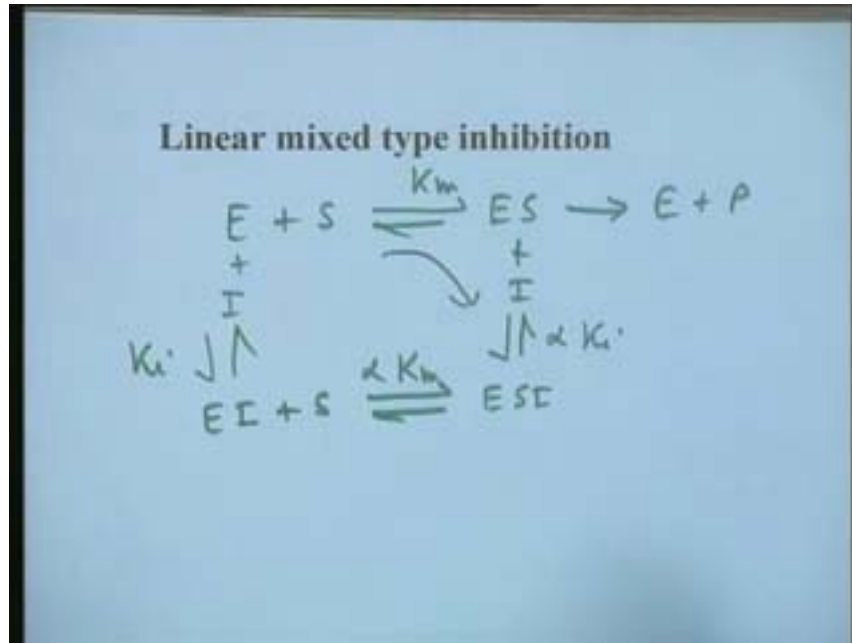 Linear mixed type inhibition
Km
E + S ⇌ ES → E + P
+ +
I I
Ki ⇃↾ ⇃↾ α Ki
α Km
EI + S ⇌ ESI